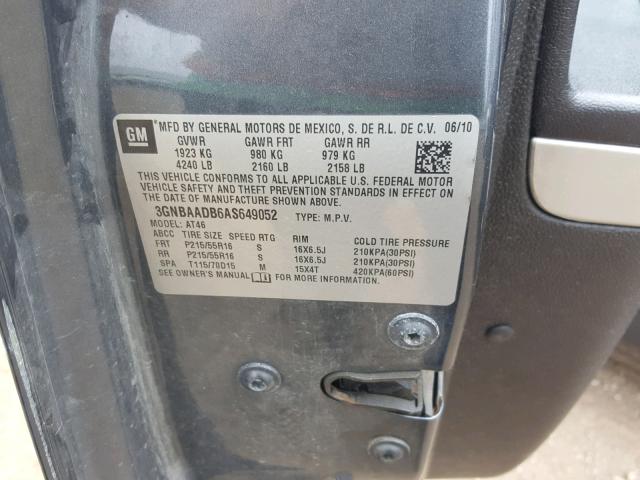 GM
MFD BY GENERAL MOTORS DE MEXICO, S. DE R.L. DE C.V. 06/10
GVWR GAWR FRT GAWR RR
1923 KG 980 KG 979 KG
4240 LB 2160 LB 2158 LB
THIS VEHICLE CONFORMS TO ALL APPLICABLE U.S. FEDERAL MOTOR
VEHICLE SAFETY AND THEFT PREVENTION STANDARDS IN EFFECT ON
THE DATE OF MANUFACTURE SHOWN ABOVE.
3GNBAADB6AS649052 TYPE: M.P.V.
MODEL: AT46
ABCC TIRE SIZE SPEED RTG RIM COLD TIRE PRESSURE
FRT P215/55R16 S 16X6.5J 210KPA(30PSI)
RR P215/55R16 S 16X6.5J 210KPA(30PSI)
SPA T115/70D15 M 15X4T 420KPA(60PSI)
SEE OWNER'S MANUAL FOR MORE INFORMATION.